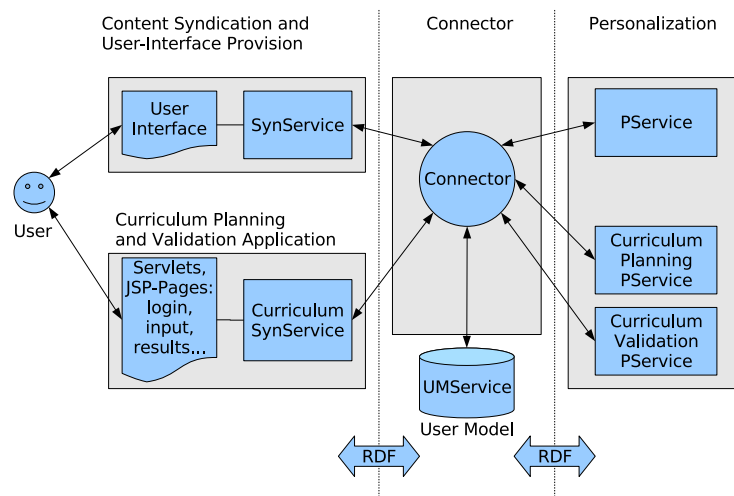 Content Syndication and
User-Interface Provision
Connector
Personalization
User
Interface
SynService
PService
Connector
User
Curriculum Planning
and Validation Application
Servlets,
JSP-Pages:
login,
input,
results...
Curriculum
SynService
Curriculum
Planning
PService
Curriculum
Validation
PService
UMService
User Model
RDF
RDF